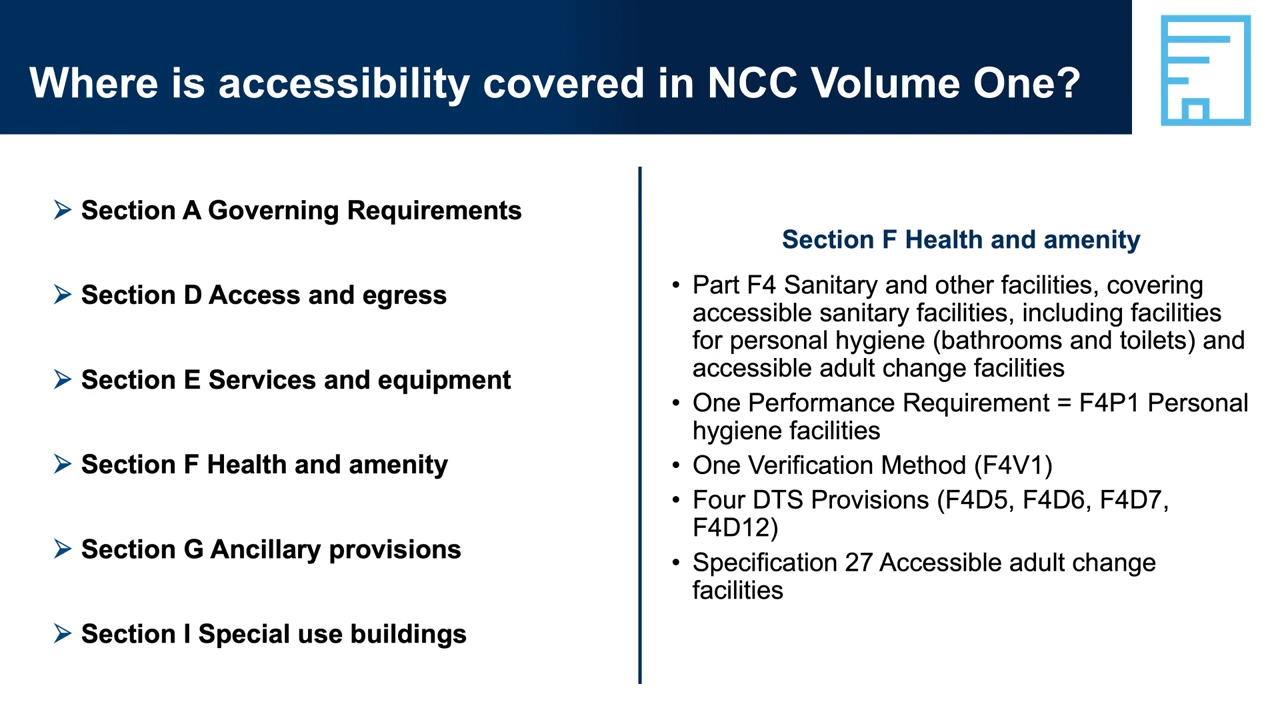 Where is accessibility covered in NCC Volume One?
Section A Governing Requirements
Section D Access and egress
Section E Services and equipment
Section F Health and amenity
Section G Ancillary provisions
Section I Special use buildings
Section F Health and amenity
• Part F4 Sanitary and other facilities, covering
accessible sanitary facilities, including facilities
for personal hygiene (bathrooms and toilets) and
accessible adult change facilities
• One Performance Requirement = F4P1 Personal
hygiene facilities
• One Verification Method (F4V1)
• Four DTS Provisions (F4D5, F4D6, F4D7,
F4D12)
• Specification 27 Accessible adult change
facilities